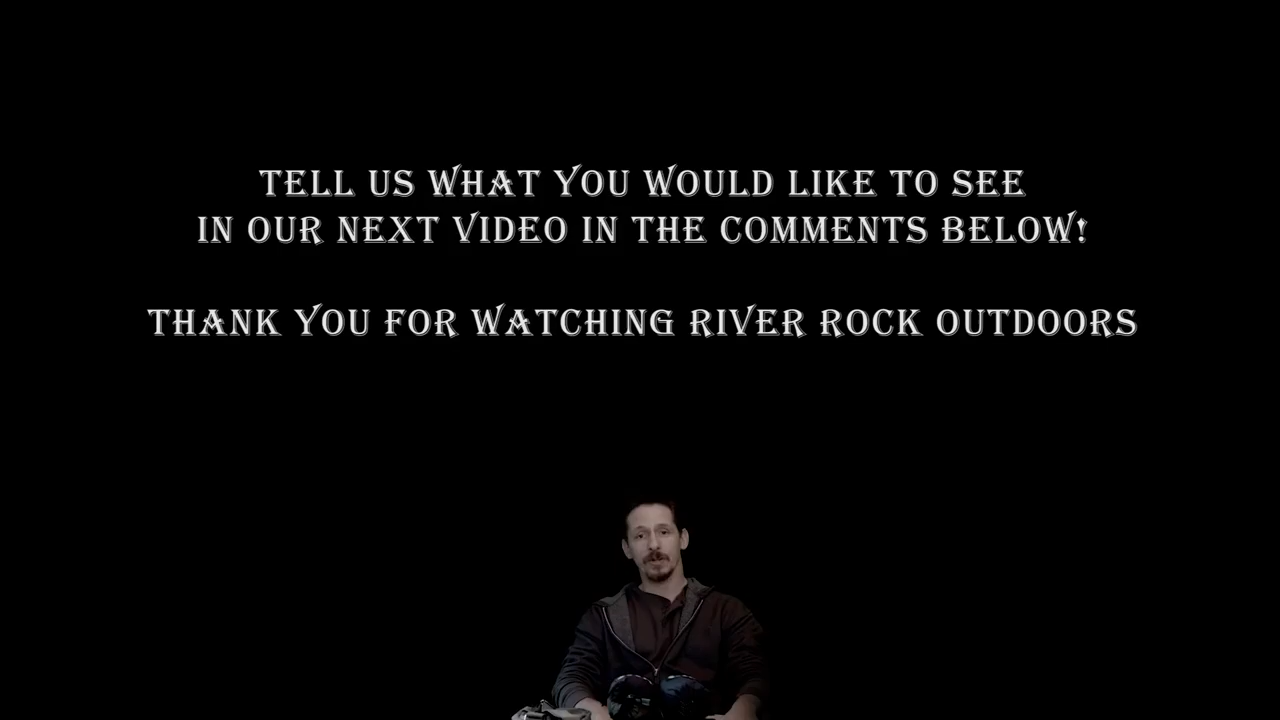 TELL US WHAT YOU WOULD LIKE TO SEE
IN OUR NEXT VIDEO IN THE COMMENTS BELOW!
THANK YOU FOR WATCHING RIVER ROCK OUTDOORS